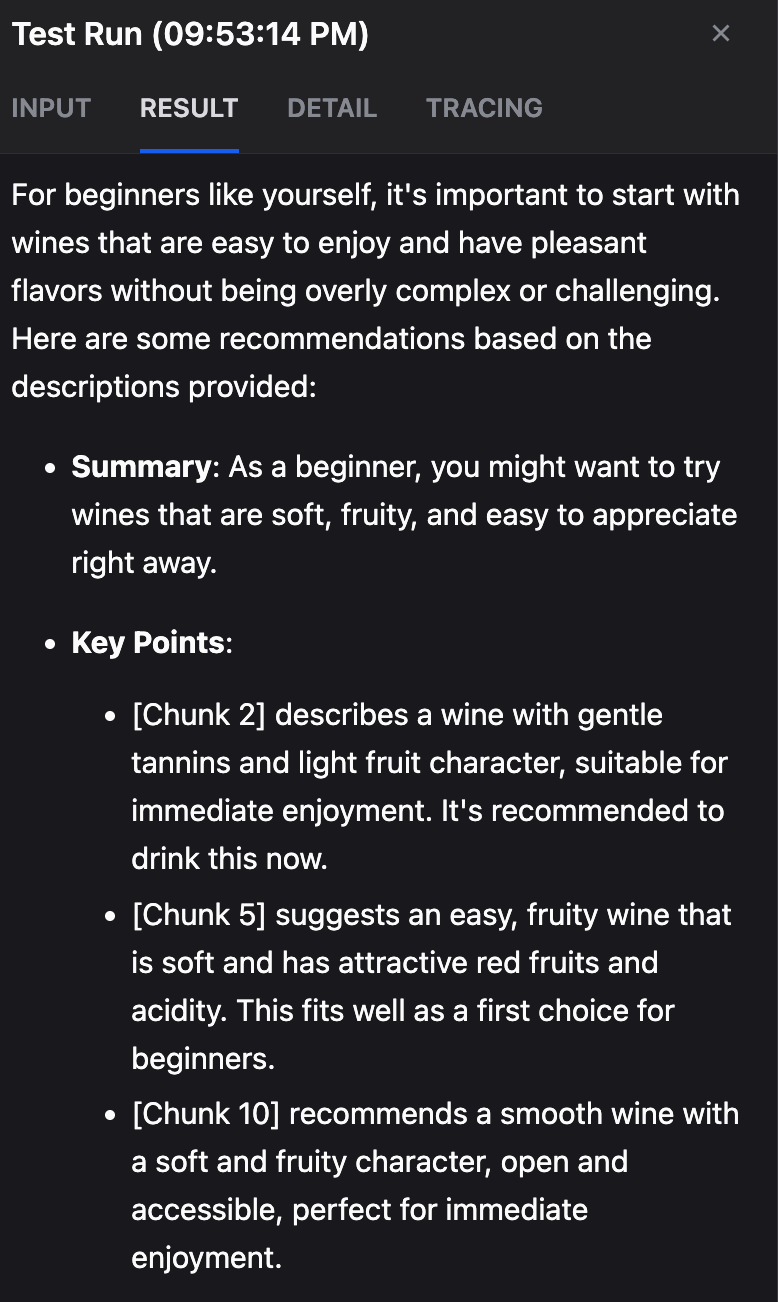 Test Run (09:53:14 PM)
INPUT RESULT DETAIL TRACING
For beginners like yourself, it's important to start with
wines that are easy to enjoy and have pleasant
flavors without being overly complex or challenging.
Here are some recommendations based on the
descriptions provided:
• Summary: As a beginner, you might want to try
wines that are soft, fruity, and easy to appreciate
right away.
• Key Points:
• [Chunk 2] describes a wine with gentle
tannins and light fruit character, suitable for
immediate enjoyment. It's recommended to
drink this now.
• [Chunk 5] suggests an easy, fruity wine that
is soft and has attractive red fruits and
acidity. This fits well as a first choice for
beginners.
• [Chunk 10] recommends a smooth wine with
a soft and fruity character, open and
accessible, perfect for immediate
enjoyment.